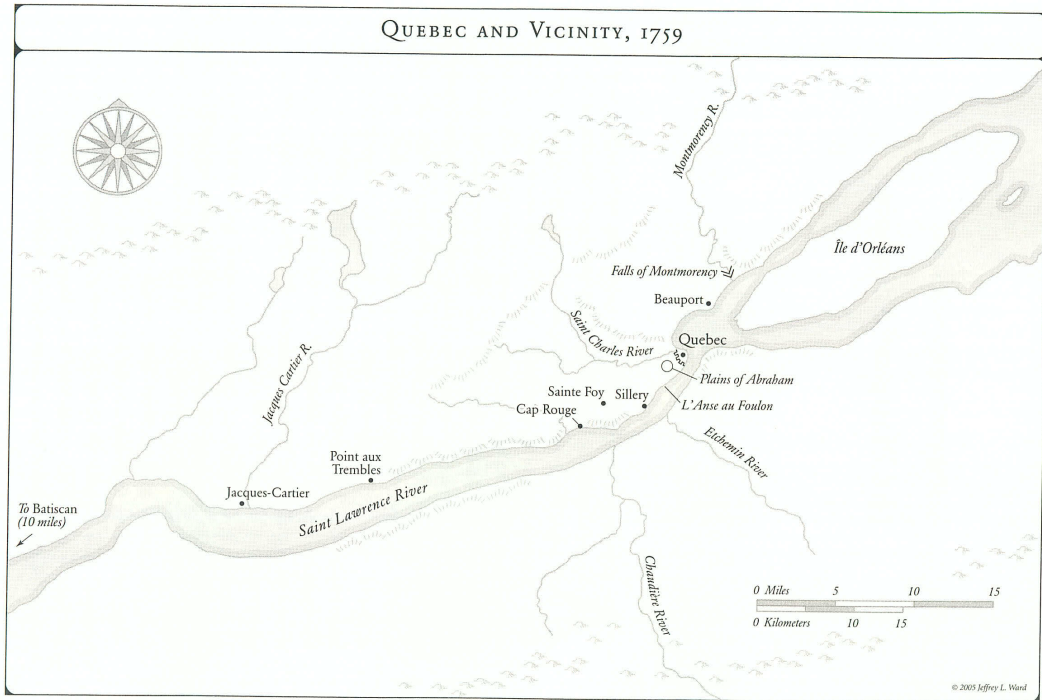 QUEBEC AND VICINITY, 1759
Montmorency R.
Île d'Orléans
Falls of Montmorency
Beauport
Saint Charles River
Quebec
Plains of Abraham
Sainte Foy
Sillery
L'Anse au Foulon
Cap Rouge
Jacques Cartier R.
Etchemin River
Point aux
Trembles
Jacques-Cartier
Saint Lawrence River
To Batiscan
(10 miles)
Chaudière River
0 Miles 5 10 15
0 Kilometers 10 15
© 2005 Jeffrey L. Ward